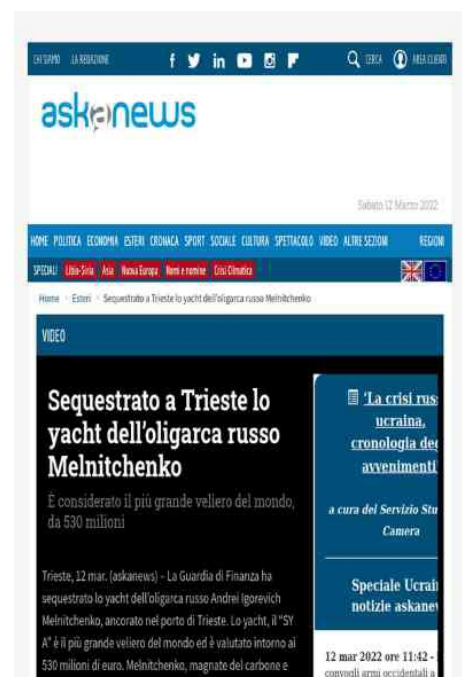 CHI SIAMO LA REDAZIONE
CERCA AREA CLIENTI
askanews
Sabato 12 Marzo 2022
HOME POLITICA ECONOMIA ESTERI CRONACA SPORT SOCIALE CULTURA SPETTACOLO VIDEO ALTRE SEZIONI REGIONI
SPECIALI Libia-Siria Asia Nuova Europa Nomi e nomine Crisi Climatica
Home Esteri Sequestrato a Trieste lo yacht dell'oligarca russo Melnitchenko
VIDEO
Sequestrato a Trieste lo
yacht dell'oligarca russo
Melnitchenko
È considerato il più grande veliero del mondo,
da 530 milioni
Trieste, 12 mar. (askanews) – La Guardia di Finanza ha
sequestrato lo yacht dell'oligarca russo Andrei Igorevich
Melnitchenko, ancorato nel porto di Trieste. Lo yacht, il "SY
A" è il più grande veliero del mondo ed è valutato intorno ai
530 milioni di euro. Melnitchenko, magnate del carbone e
'La crisi rus
ucraina,
cronologia deg
avvenimenti
a cura del Servizio Stu
Camera
Speciale Ucrain
notizie askanev
12 mar 2022 ore 11:42 -
convogli armi occidentali a